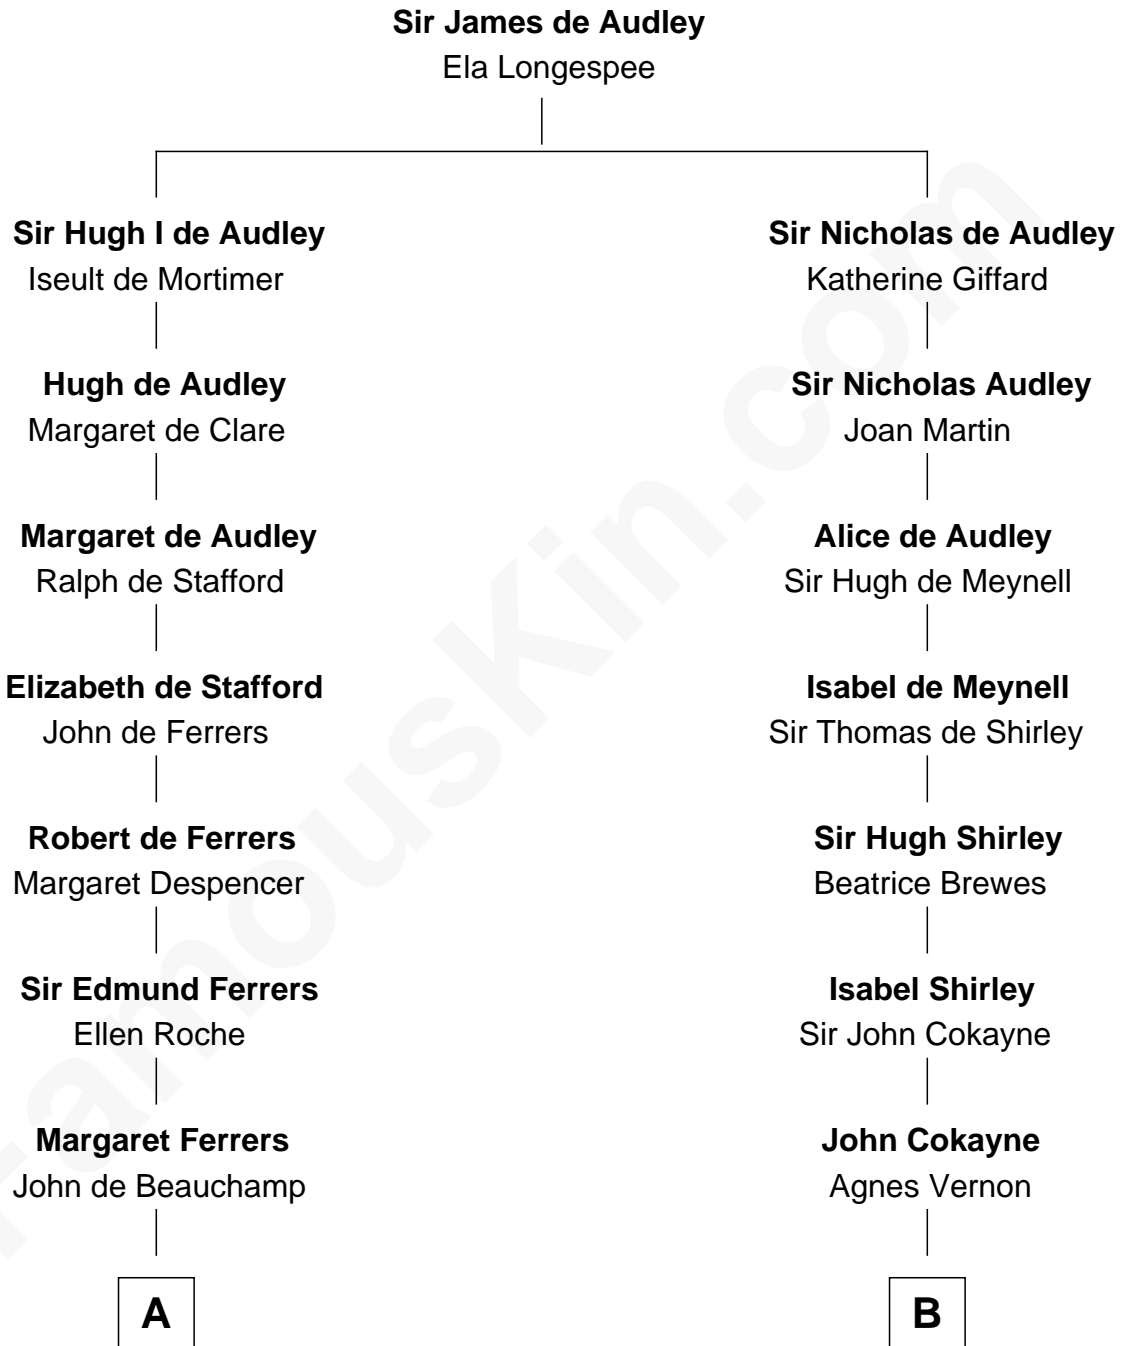 Sir James de Audley
Ela Longespee
Sir Hugh I de Audley
Iseult de Mortimer
Sir Nicholas de Audley
Katherine Giffard
Hugh de Audley
Margaret de Clare
Sir Nicholas Audley
Joan Martin
Margaret de Audley
Ralph de Stafford
Alice de Audley
Sir Hugh de Meynell
Elizabeth de Stafford
John de Ferrers
Isabel de Meynell
Sir Thomas de Shirley
Robert de Ferrers
Margaret Despencer
Sir Hugh Shirley
Beatrice Brewes
Sir Edmund Ferrers
Ellen Roche
Isabel Shirley
Sir John Cokayne
Margaret Ferrers
John de Beauchamp
John Cokayne
Agnes Vernon
A
B
FamousKin.com